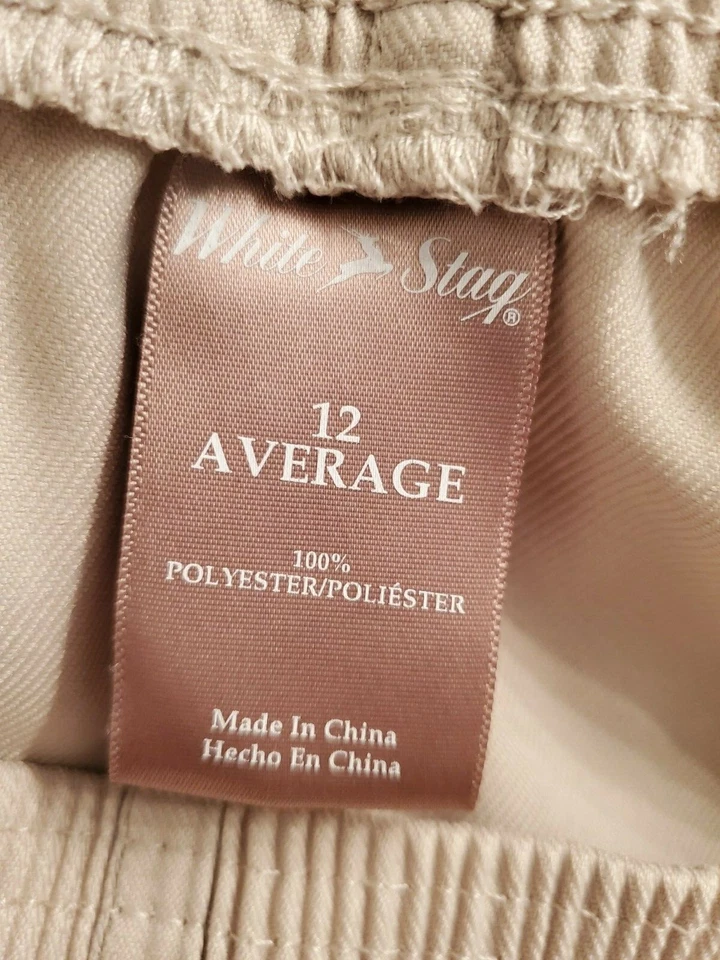 White Stag®
12
AVERAGE
100%
POLYESTER/POLIÉSTER
Made In China
Hecho En China